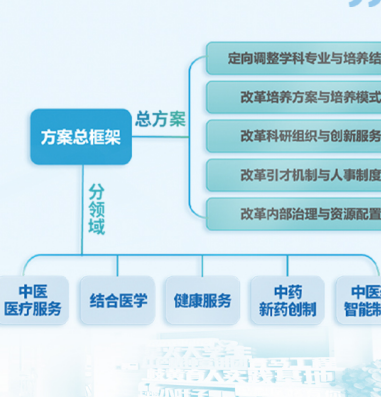 定向调整学科专业与培养结
改革培养方案与培养模式
总方案
方案总框架
改革科研组织与创新服务
改革引才机制与人事制度
分领域
改革内部治理与资源配置
中医
医疗服务
结合医学
健康服务
中药
新药创制
中医
智能制